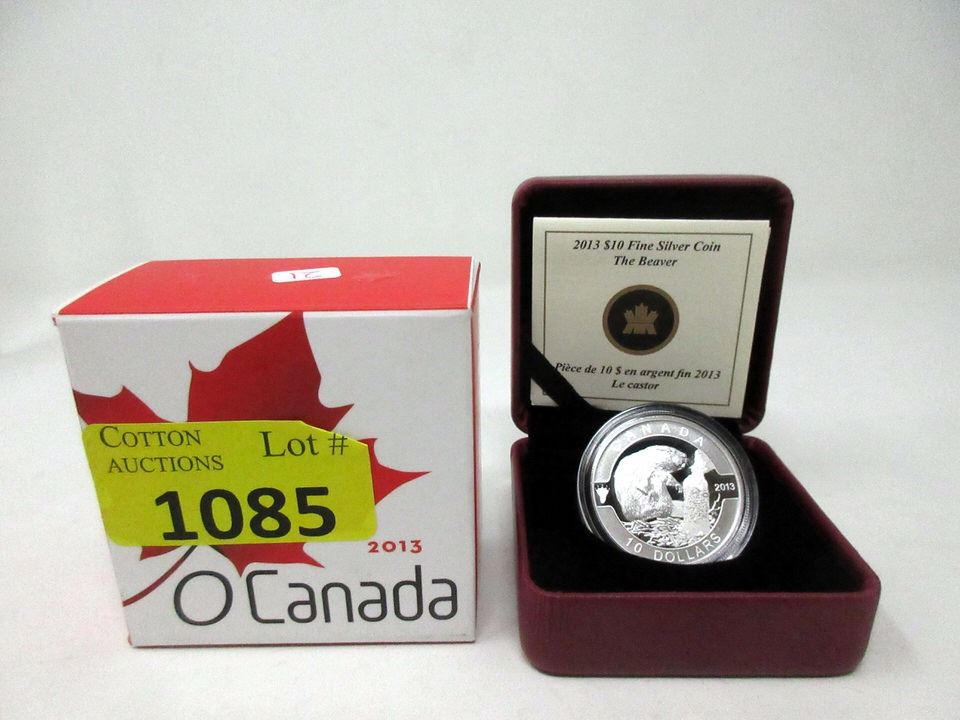 COTTON
AUCTIONS
Lot #
1085
2013
O Canada
2013 $10 Fine Silver Coin
The Beaver
Pièce de 10 $ en argent fin 2013
Le castor
CANADA
2013
10 DOLLARS